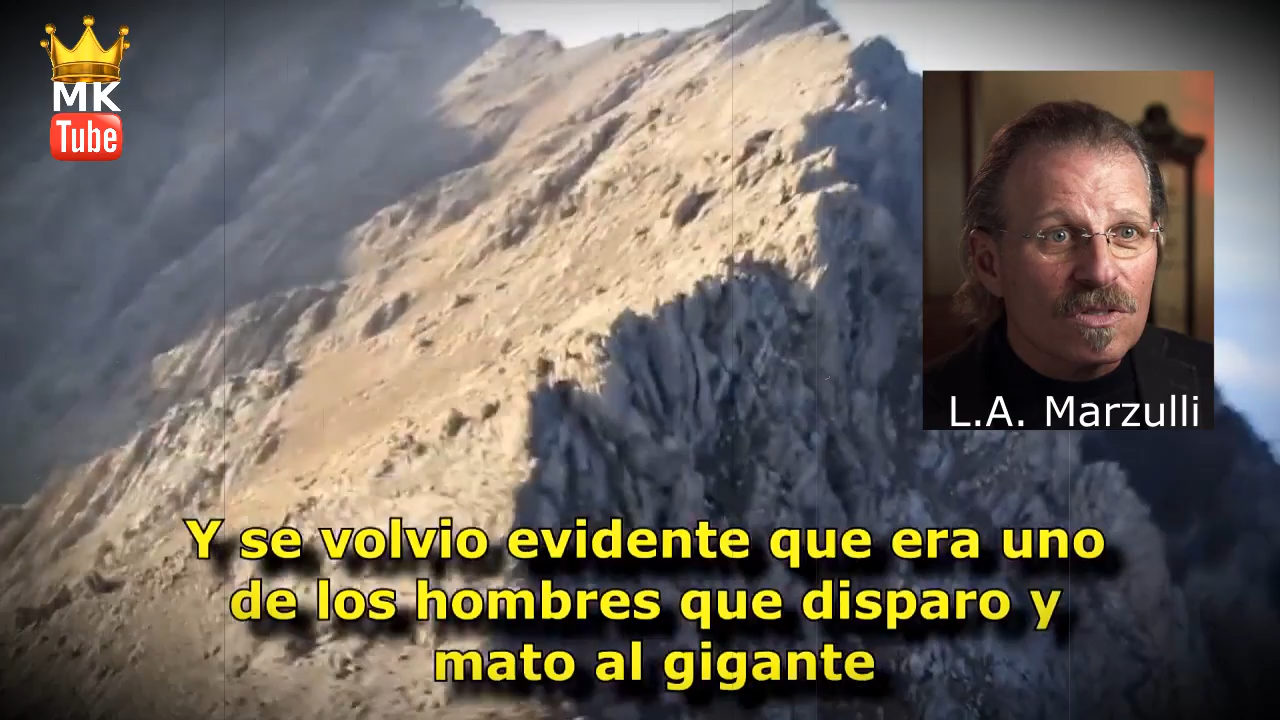 MK
Tube
L.A. Marzulli
Y se volvio evidente que era uno
de los hombres que disparo y
mato al gigante